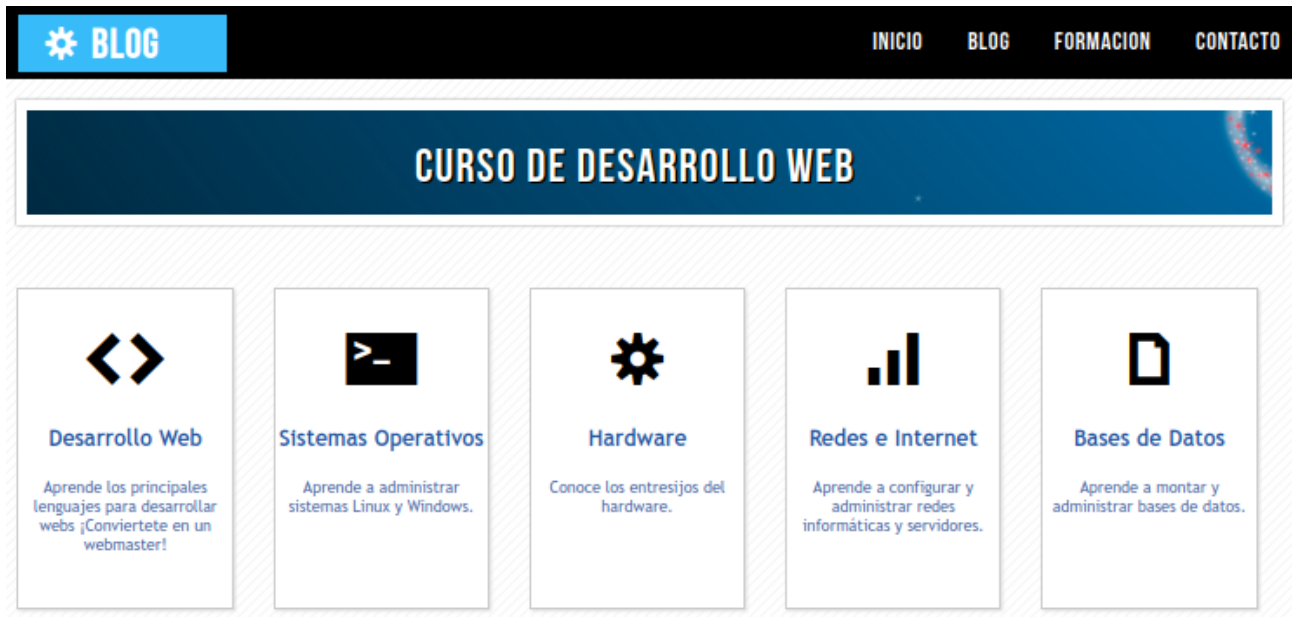 BLOG
INICIO BLOG FORMACION CONTACTO
CURSO DE DESARROLLO WEB
>_
Desarrollo Web
Aprende los principales
lenguajes para desarrollar
webs ¡Conviertete en un
webmaster!
Sistemas Operativos
Aprende a administrar
sistemas Linux y Windows.
Hardware
Conoce los entresijos del
hardware.
Redes e Internet
Aprende a configurar y
administrar redes
informáticas y servidores.
Bases de Datos
Aprende a montar y
administrar bases de datos.